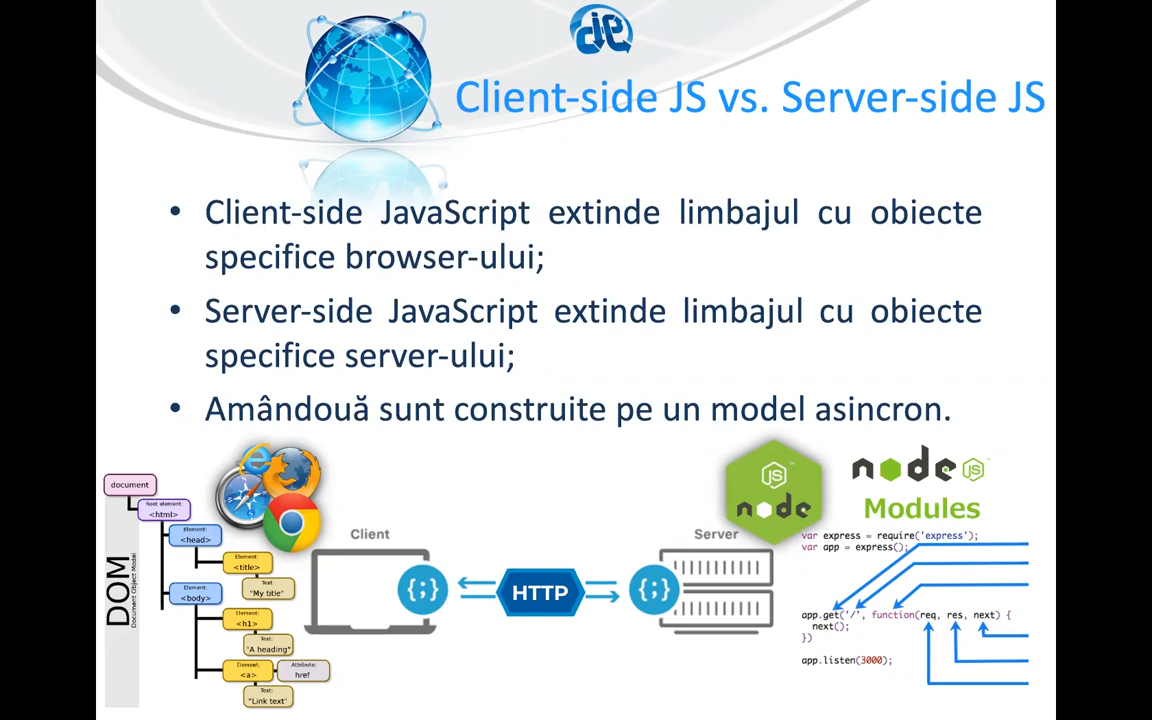 Client-side JS vs. Server-side JS
• Client-side JavaScript extinde limbajul cu obiecte
specifice browser-ului;
• Server-side JavaScript extinde limbajul cu obiecte
specifice server-ului;
• Amândouă sunt construite pe un model asincron.
document
Root element:
<html>
Element:
<head>
Element:
<title>
Text:
"My title"
Element:
<body>
Element:
<h1>
Text:
"A heading"
Element:
<a>
Attribute:
href
Text:
"Link text"
DOM
Document Object Model
Client
{;}
HTTP
{;}
Server
JS
node
node JS
Modules
var express = require('express');
var app = express();
app.get('/', function(req, res, next) {
next();
})
app.listen(3000);